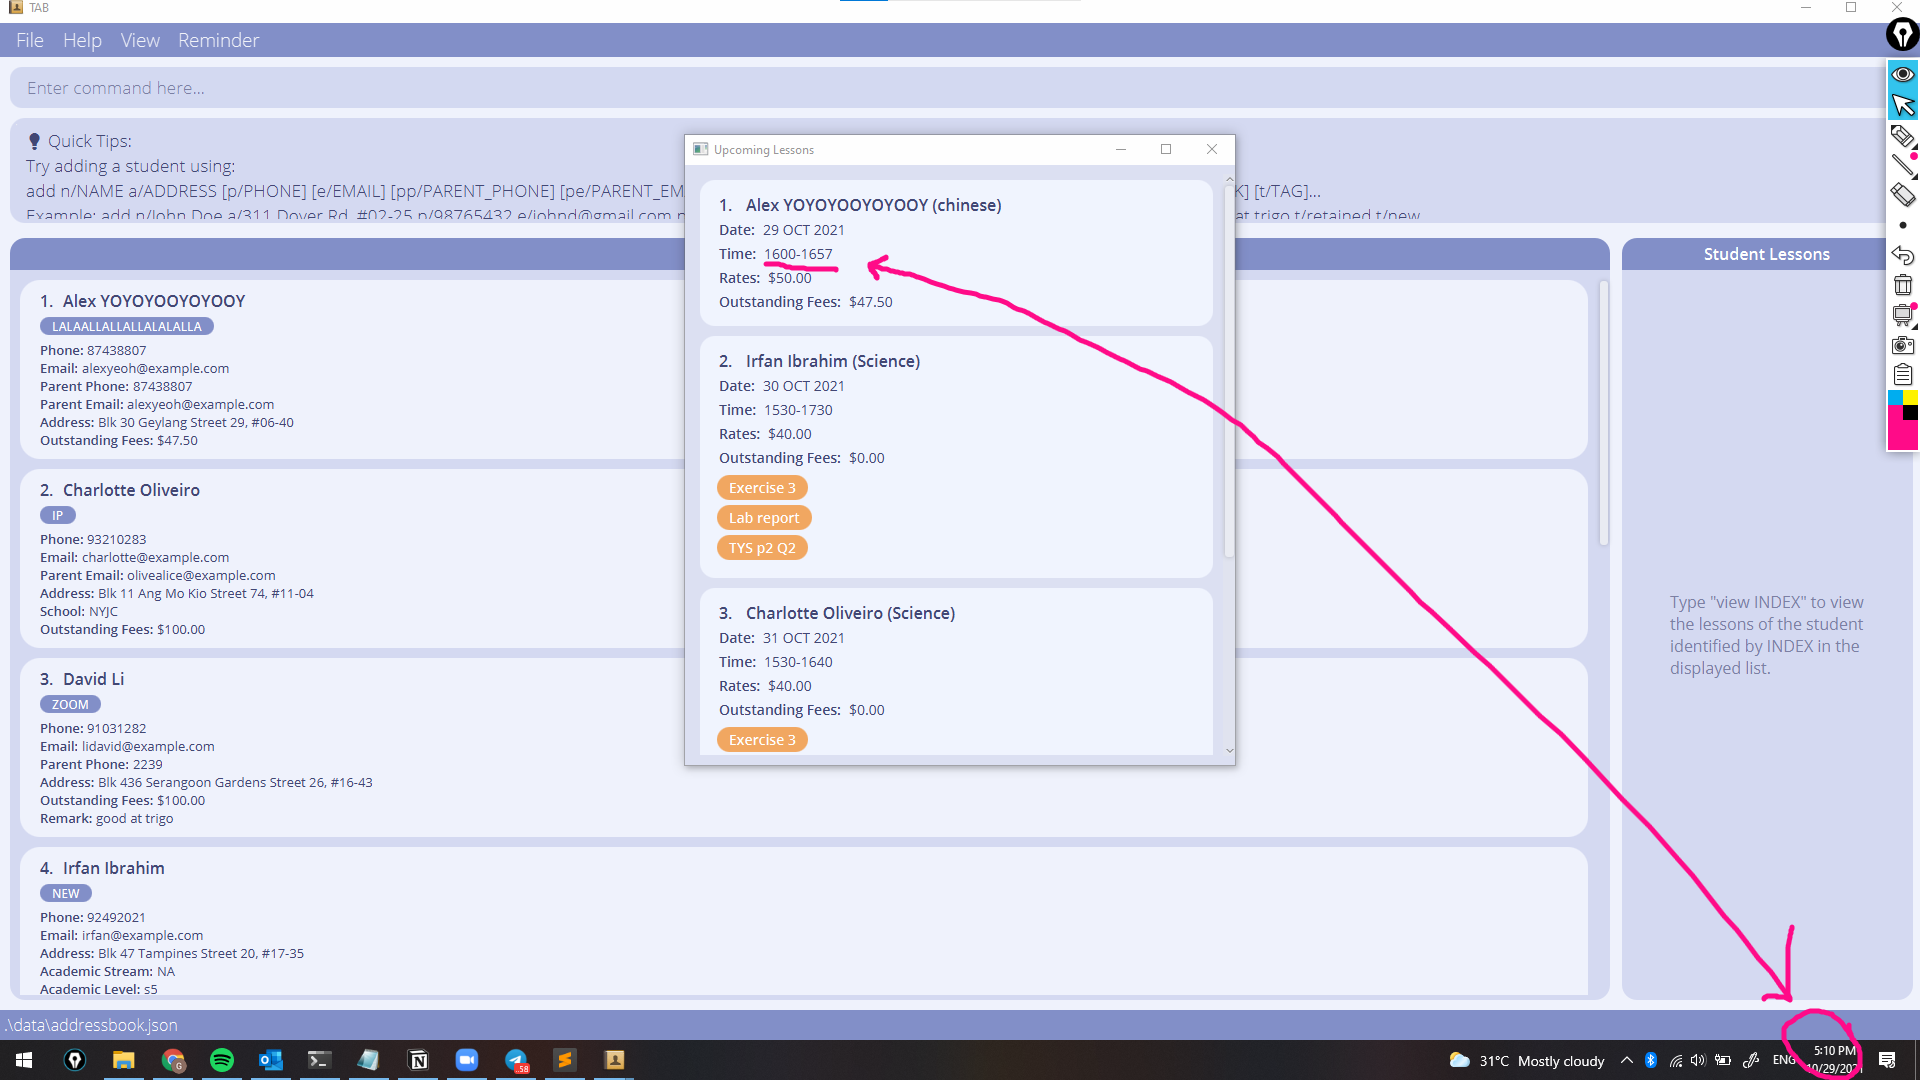 TAB
File Help View Reminder
Enter command here...
Quick Tips:
Try adding a student using:
add n/NAME a/ADDRESS [p/PHONE] [e/EMAIL] [pp/PARENT_PHONE] [pe/PARENT_EM
K] [t/TAG]...
Example: add n/John Doe a/311 Dover Rd, #02-25 p/98765432 e/johnd@gmail.com
at trigo t/retained t/new
1. Alex YOYOYOOYOYOOY
LALAALLALLALLALALALLA
Phone: 87438807
Email: alexyeoh@example.com
Parent Phone: 87438807
Parent Email: alexyeoh@example.com
Address: Blk 30 Geylang Street 29, #06-40
Outstanding Fees: $47.50
2. Charlotte Oliveiro
IP
Phone: 93210283
Email: charlotte@example.com
Parent Email: olivealice@example.com
Address: Blk 11 Ang Mo Kio Street 74, #11-04
School: NYJC
Outstanding Fees: $100.00
3. David Li
ZOOM
Phone: 91031282
Email: lidavid@example.com
Parent Phone: 2239
Address: Blk 436 Serangoon Gardens Street 26, #16-43
Outstanding Fees: $100.00
Remark: good at trigo
4. Irfan Ibrahim
NEW
Phone: 92492021
Email: irfan@example.com
Address: Blk 47 Tampines Street 20, #17-35
Academic Stream: NA
Academic Level: s5
Upcoming Lessons
1. Alex YOYOYOOYOYOOY (chinese)
Date: 29 OCT 2021
Time: 1600-1657
Rates: $50.00
Outstanding Fees: $47.50
2. Irfan Ibrahim (Science)
Date: 30 OCT 2021
Time: 1530-1730
Rates: $40.00
Outstanding Fees: $0.00
Exercise 3
Lab report
TYS p2 Q2
3. Charlotte Oliveiro (Science)
Date: 31 OCT 2021
Time: 1530-1640
Rates: $40.00
Outstanding Fees: $0.00
Exercise 3
Student Lessons
Type "view INDEX" to view
the lessons of the student
identified by INDEX in the
displayed list.
.\data\addressbook.json
58
31°C Mostly cloudy
ENG
5:10 PM